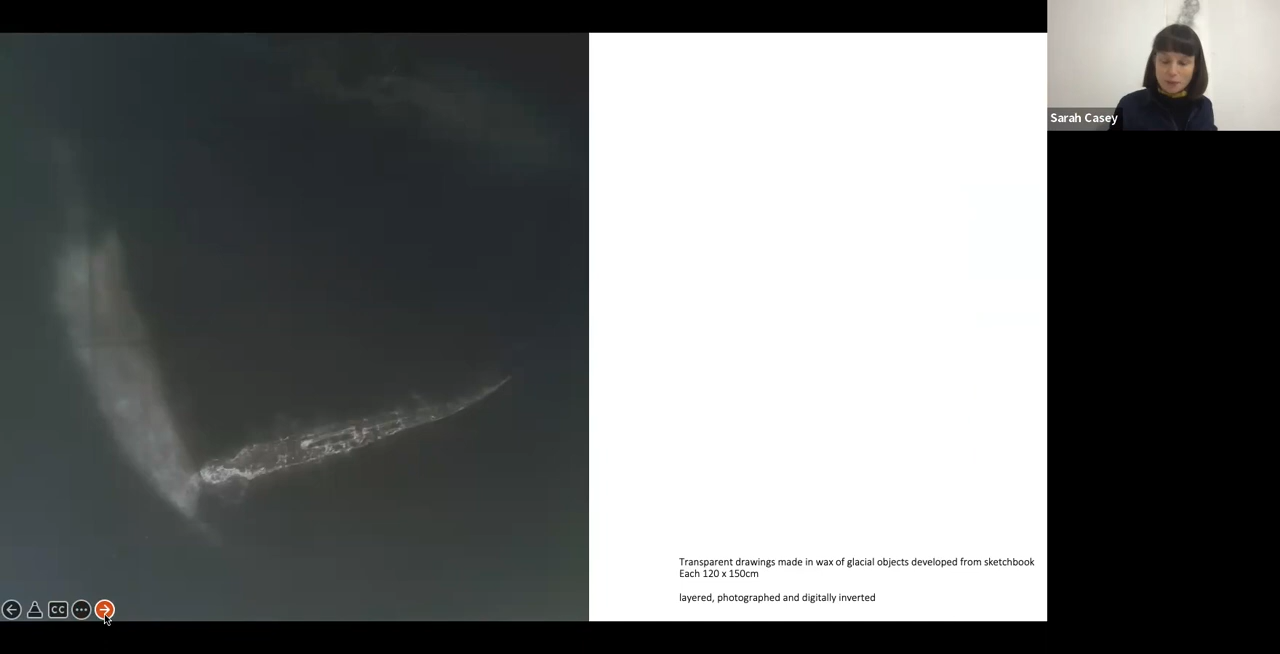 Sarah Casey
Transparent drawings made in wax of glacial objects developed from sketchbook
Each 120 x 150cm
layered, photographed and digitally inverted
CC